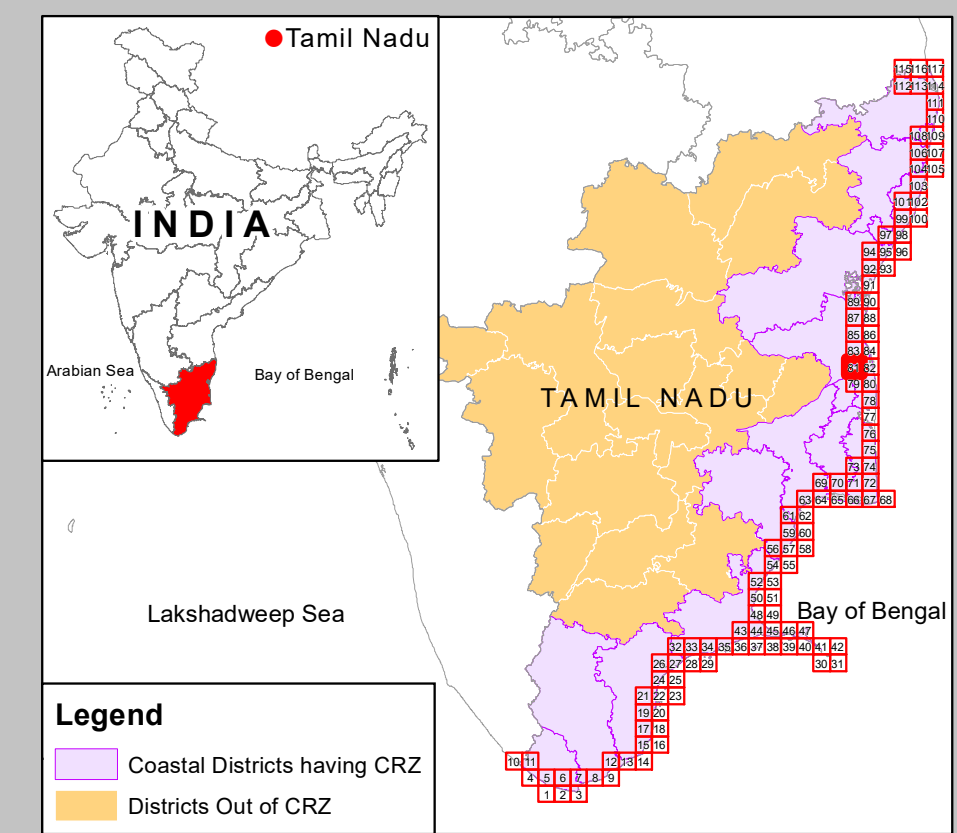 Tamil Nadu
INDIA
Arabian Sea
Bay of Bengal
115 116 117
112 113 114
111
110
108 109
106 107
104 105
103
101 102
99 100
97 98
94 95 96
92 93
91
89 90
87 88
85 86
83 84
81 82
79 80
TAMIL NADU
78
77
76
75
73 74
69 70 71 72
63 64 65 66 67 68
61 62
59 60
56 57 58
54 55
52 53
50 51
48 49
Lakshadweep Sea
Bay of Bengal
43 44 45 46 47
32 33 34 35 36 37 38 39 40 41 42
26 27 28 29 30 31
24 25
21 22 23
19 20
17 18
15 16
10 11 12 13 14
4 5 6 7 8 9
1 2 3
Legend
Coastal Districts having CRZ
Districts Out of CRZ